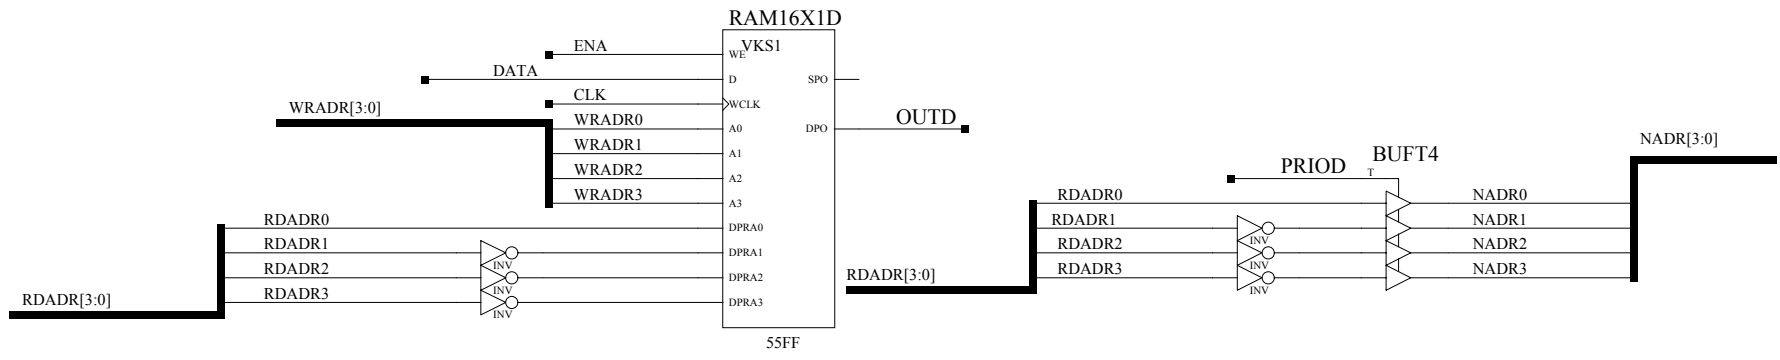 RAM16X1D
VKS1
ENA
WE
DATA
D
SPO
CLK
WCLK
WRADR[3:0]
WRADR0
A0
DPO
OUTD
WRADR1
A1
WRADR2
A2
WRADR3
A3
RDADR0
DPRA0
RDADR1
INV
DPRA1
RDADR2
INV
DPRA2
RDADR3
INV
DPRA3
RDADR[3:0]
55FF
NADR[3:0]
PRIOD
T
BUFT4
RDADR0
NADR0
RDADR1
INV
NADR1
RDADR2
INV
NADR2
RDADR3
INV
NADR3
RDADR[3:0]